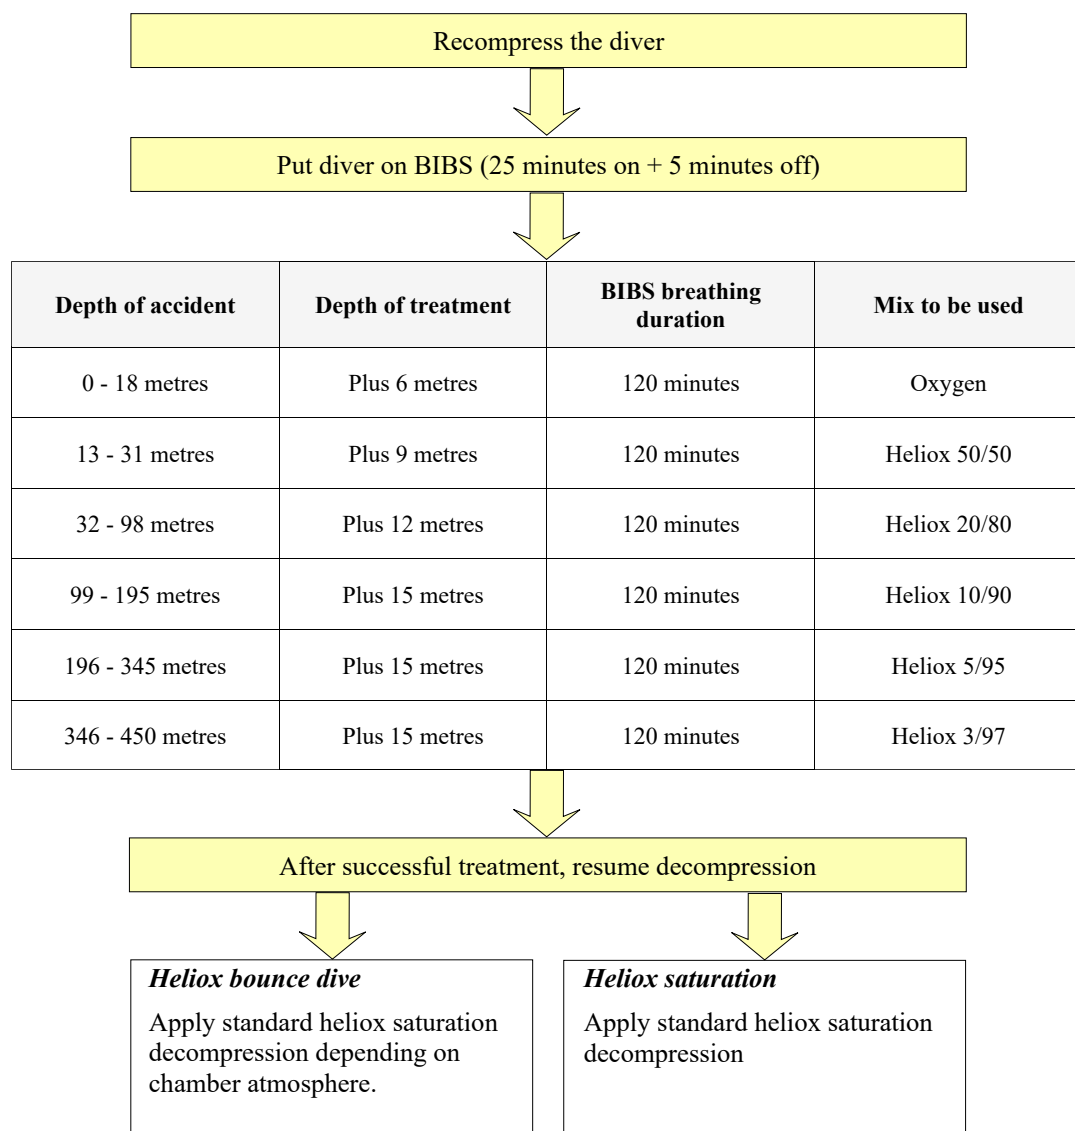 Recompress the diver
Put diver on BIBS (25 minutes on + 5 minutes off)
Depth of accident
Depth of treatment
BIBS breathing
duration
Mix to be used
0 - 18 metres
Plus 6 metres
120 minutes
Oxygen
13 - 31 metres
Plus 9 metres
120 minutes
Heliox 50/50
32 - 98 metres
Plus 12 metres
120 minutes
Heliox 20/80
99 - 195 metres
Plus 15 metres
120 minutes
Heliox 10/90
196 - 345 metres
Plus 15 metres
120 minutes
Heliox 5/95
346 - 450 metres
Plus 15 metres
120 minutes
Heliox 3/97
After successful treatment, resume decompression
Heliox bounce dive
Apply standard heliox saturation
decompression depending on
chamber atmosphere.
Heliox saturation
Apply standard heliox saturation
decompression